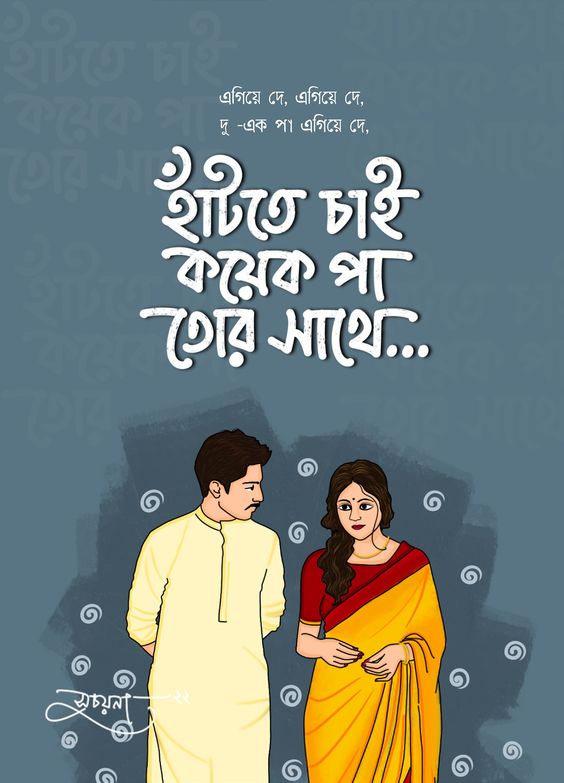 এগিয়ে দে, এগিয়ে দে,
দু -এক পা এগিয়ে দে,
হাঁটতে চাই
কয়েক পা
তোর সাথে...
সুচয়না ২২